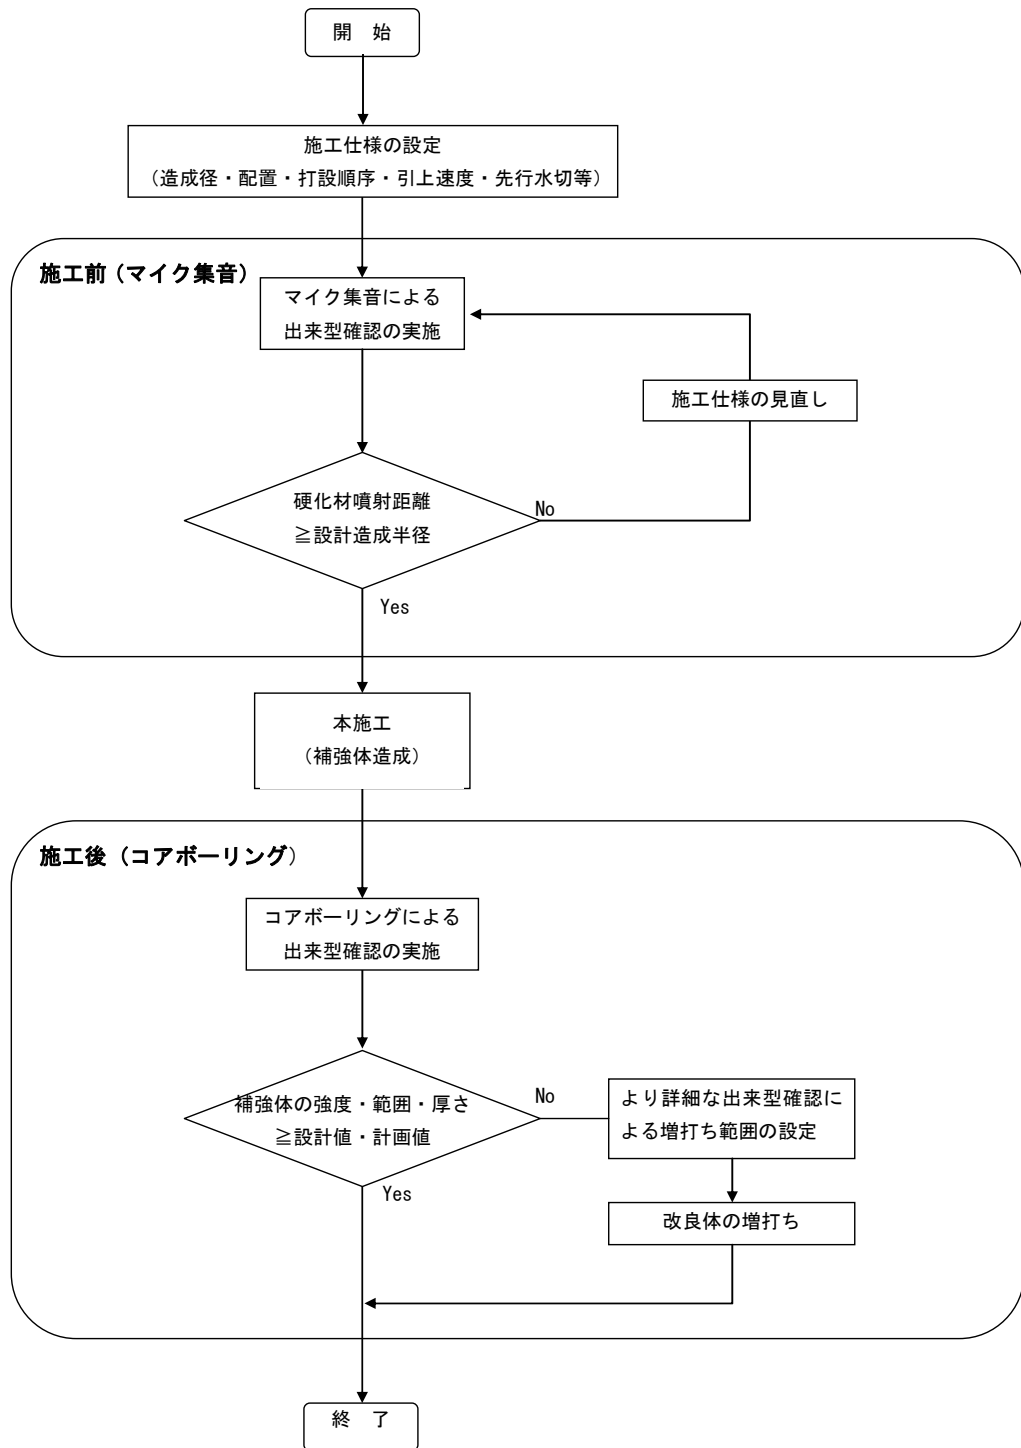 開　始
施工仕様の設定
（造成径・配置・打設順序・引上速度・先行水切等）
施工前（マイク集音）
マイク集音による
出来型確認の実施
施工仕様の見直し
硬化材噴射距離
≧設計造成半径
No
Yes
本施工
（補強体造成）
施工後（コアボーリング）
コアボーリングによる
出来型確認の実施
補強体の強度・範囲・厚さ
≧設計値・計画値
No
より詳細な出来型確認に
よる増打ち範囲の設定
Yes
改良体の増打ち
終　了